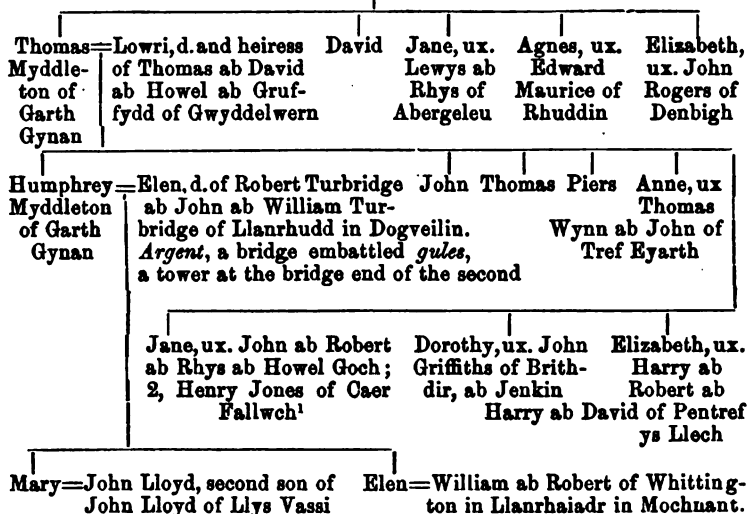 Thomas=Lowri, d. and heiress David Jane, ux. Agnes, ux. Elizabeth,
Myddle- of Thomas ab David Lewys ab Edward ux. John
ton of ab Howel ab Gruf- Rhys of Maurice of Rogers of
Garth fydd of Gwyddelwern Abergeleu Rhuddin Denbigh
Gynan
Humphrey=Elen, d. of Robert Turbridge John Thomas Piers Anne, ux
Myddleton ab John ab William Tur- Thomas
of Garth bridge of Llanrhudd in Dogveilin. Wynn ab John of
Gynan Argent, a bridge embattled gules, Tref Eyarth
a tower at the bridge end of the second
Jane, ux. John ab Robert Dorothy, ux. John Elizabeth, ux.
ab Rhys ab Howel Goch; Griffiths of Brith- Harry ab
2, Henry Jones of Caer dir, ab Jenkin Robert ab
Fallwch¹ Harry ab David of Pentref
ys Llech
Mary=John Lloyd, second son of Elen=William ab Robert of Whitting-
John Lloyd of Llys Vassi ton in Llanrhaiadr in Mochnant.